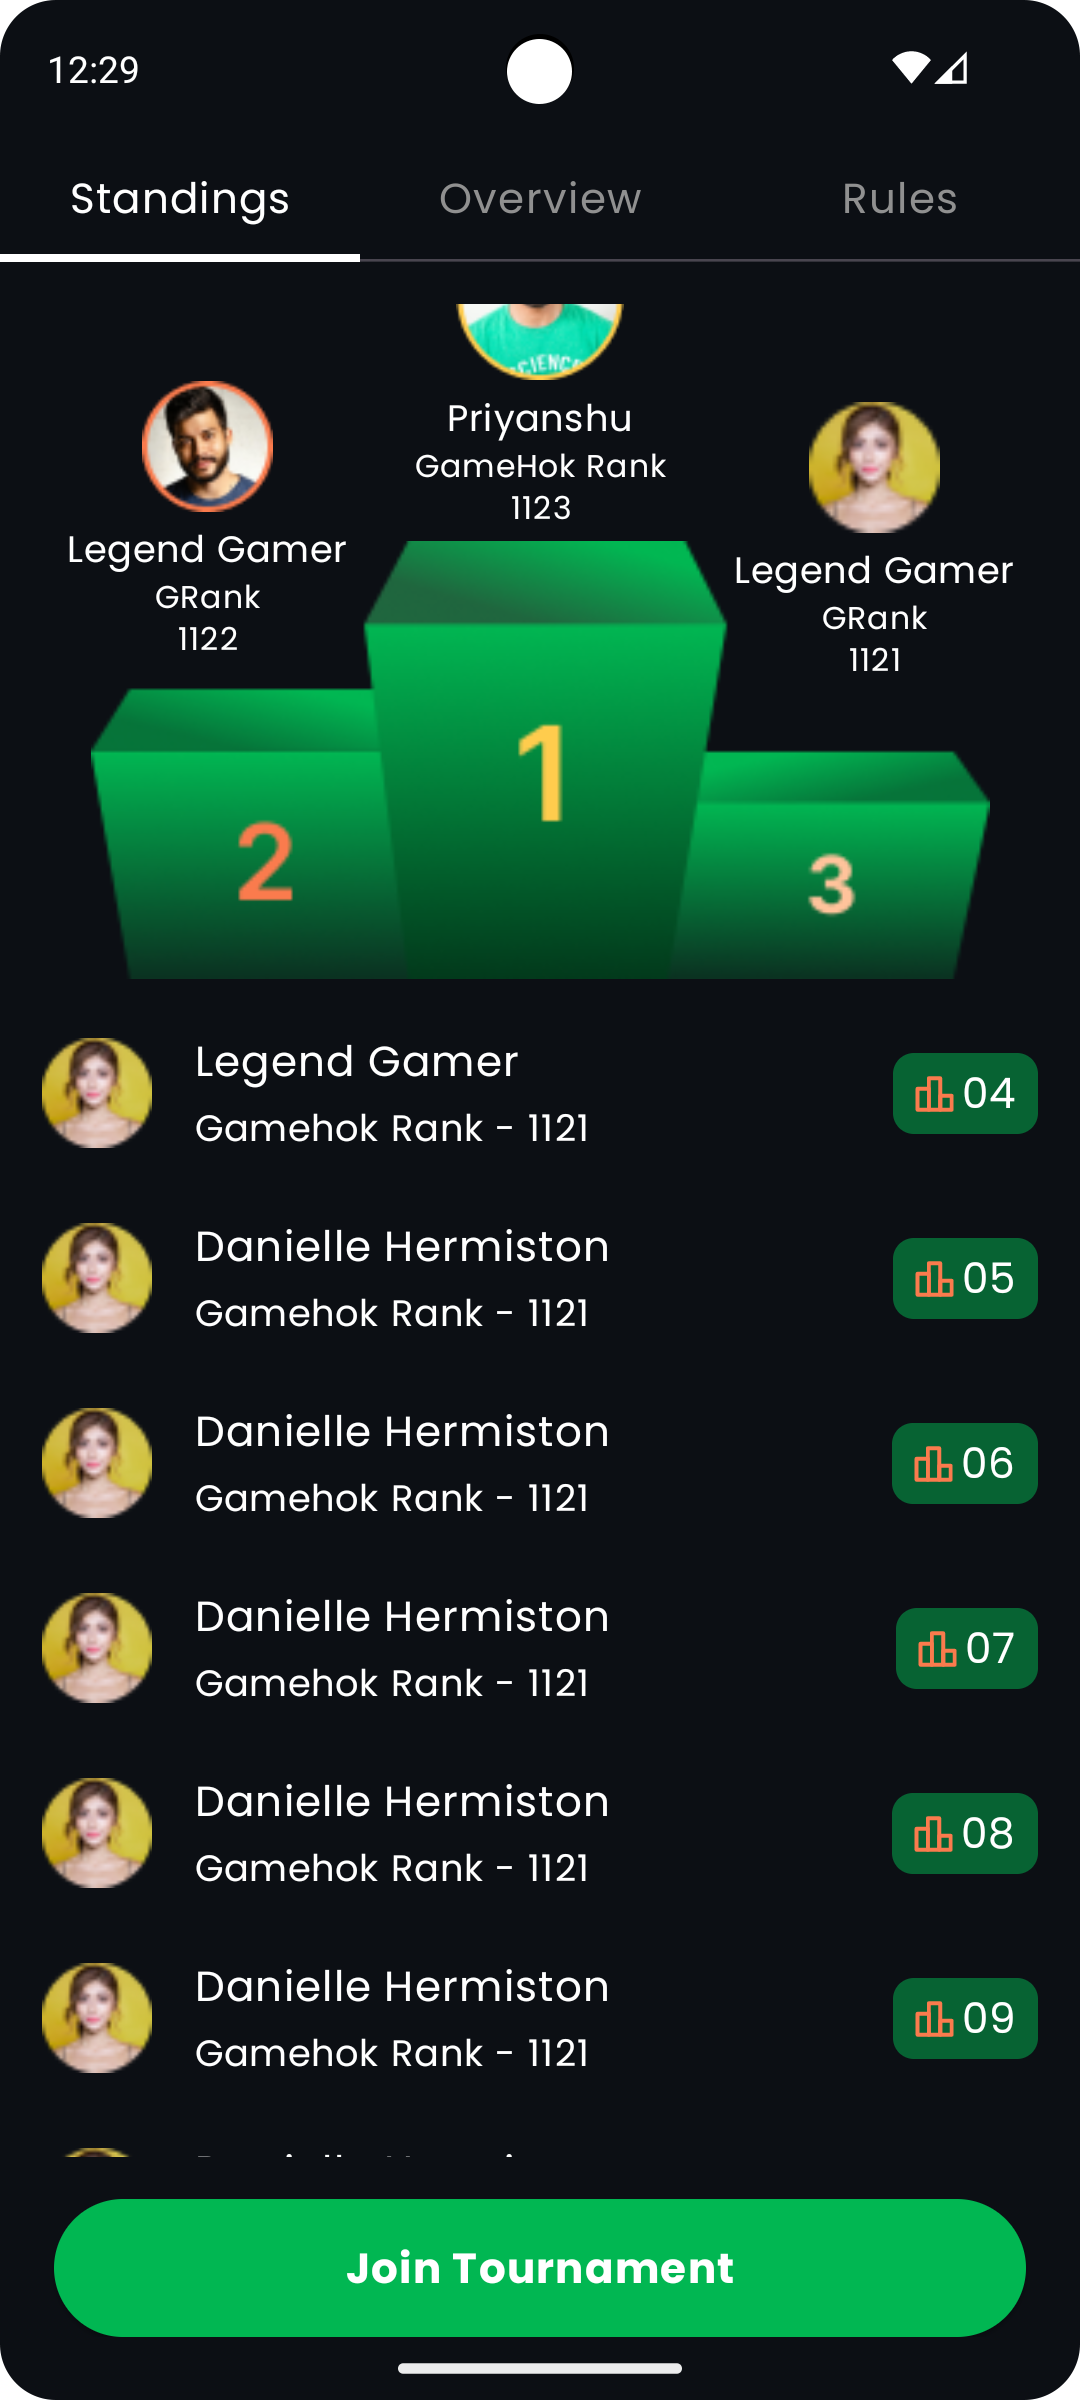 12:29
Standings
Overview
Rules
Priyanshu
GameHok Rank
1123
Legend Gamer
GRank
1122
Legend Gamer
GRank
1121
1
2
3
Legend Gamer
Gamehok Rank - 1121
04
Danielle Hermiston
Gamehok Rank - 1121
05
Danielle Hermiston
Gamehok Rank - 1121
06
Danielle Hermiston
Gamehok Rank - 1121
07
Danielle Hermiston
Gamehok Rank - 1121
08
Danielle Hermiston
Gamehok Rank - 1121
09
Join Tournament